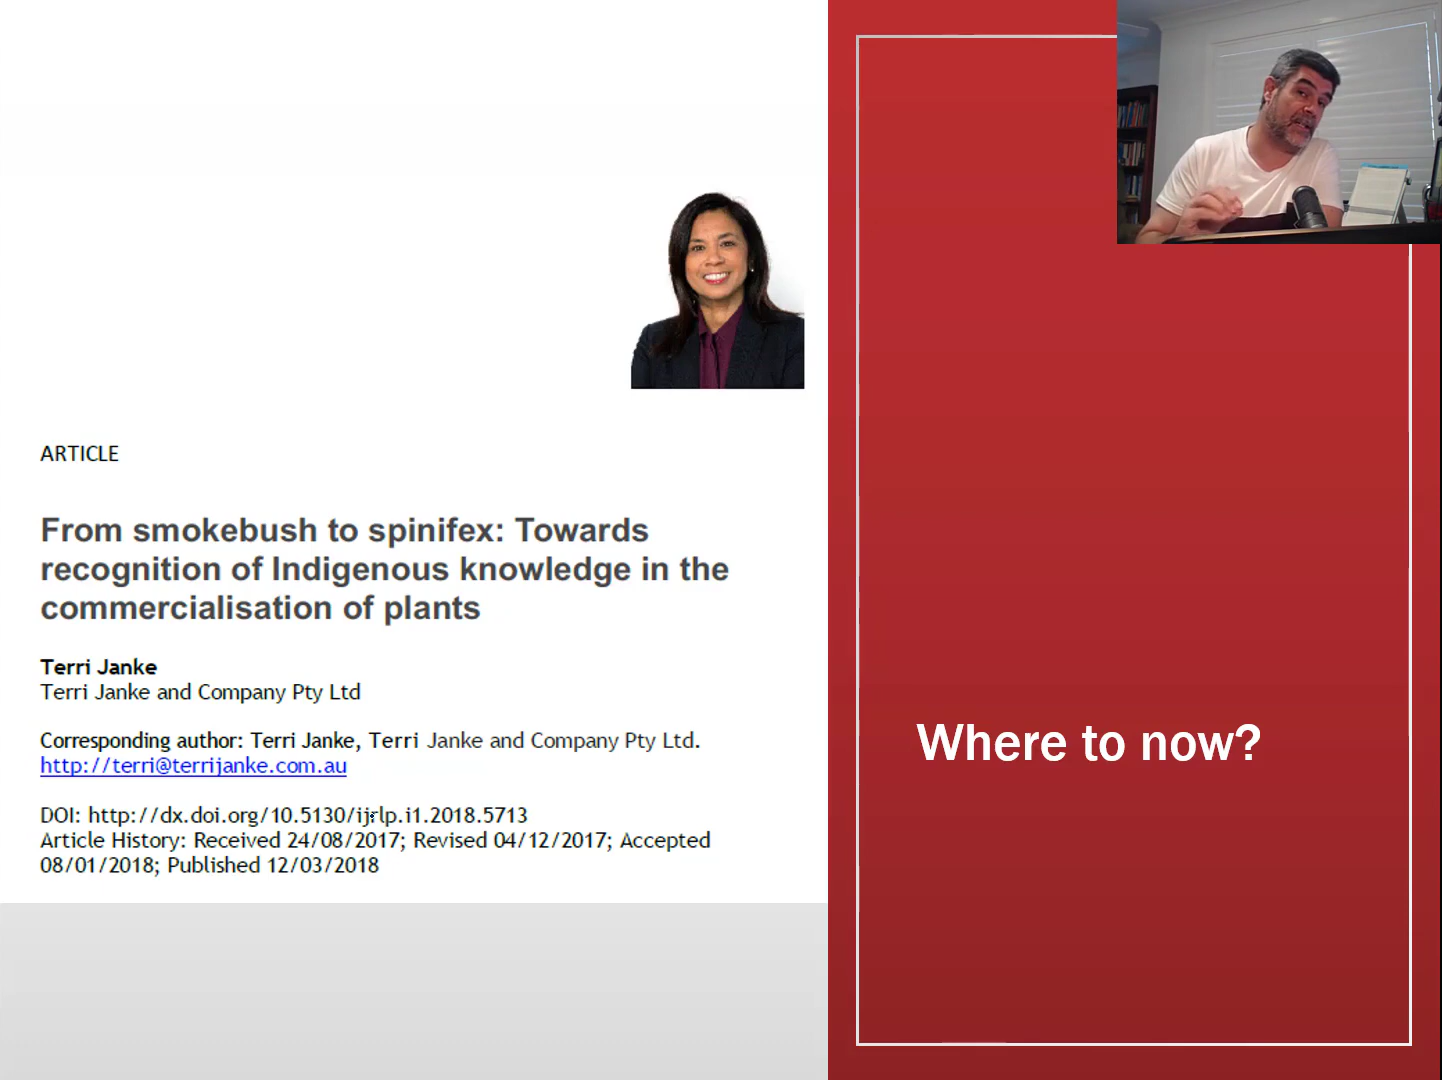 ARTICLE
From smokebush to spinifex: Towards
recognition of Indigenous knowledge in the
commercialisation of plants
Terri Janke
Terri Janke and Company Pty Ltd
Corresponding author: Terri Janke, Terri Janke and Company Pty Ltd.
http://terri@terrijanke.com.au
DOI: http://dx.doi.org/10.5130/ijrlp.i1.2018.5713
Article History: Received 24/08/2017; Revised 04/12/2017; Accepted
08/01/2018; Published 12/03/2018
Where to now?